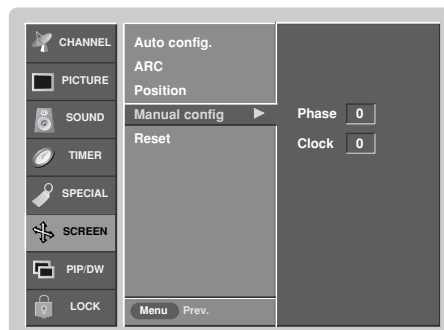 CHANNEL
PICTURE
SOUND
TIMER
SPECIAL
SCREEN
PIP/DW
LOCK
Auto config.
ARC
Position
Manual config
Reset
Menu Prev.
Phase 0
Clock 0